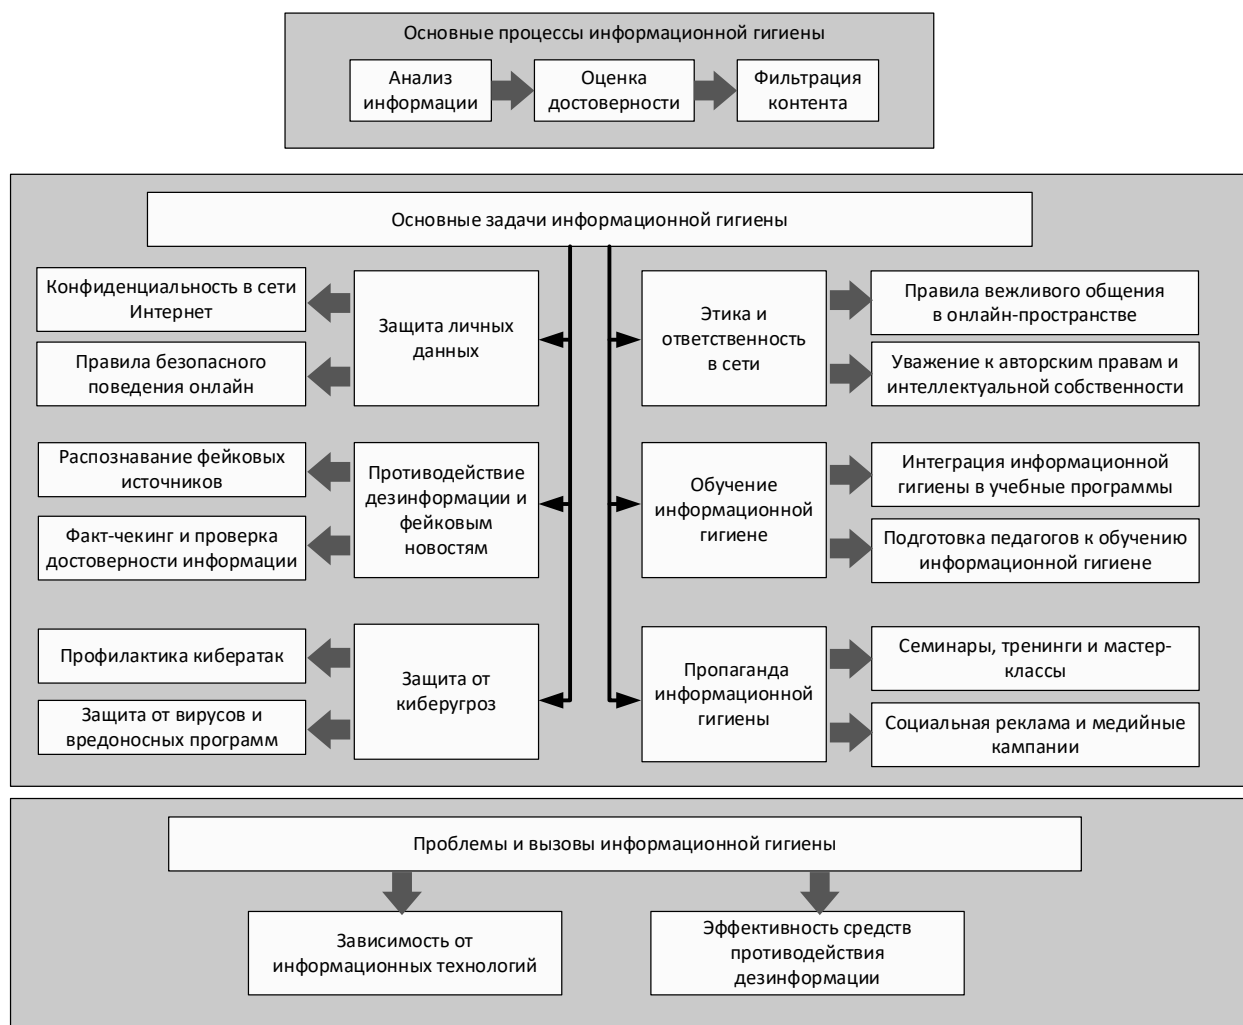 Основные процессы информационной гигиены
Анализ
информации
Оценка
достоверности
Фильтрация
контента
Основные задачи информационной гигиены
Конфиденциальность в сети
Интернет
Правила безопасного
поведения онлайн
Защита личных
данных
Этика и
ответственность
в сети
Правила вежливого общения
в онлайн-пространстве
Уважение к авторским правам и
интеллектуальной собственности
Распознавание фейковых
источников
Факт-чекинг и проверка
достоверности информации
Противодействие
дезинформации и
фейковым
новостям
Обучение
информационной
гигиене
Интеграция информационной
гигиены в учебные программы
Подготовка педагогов к обучению
информационной гигиене
Профилактика кибератак
Защита от вирусов и
вредоносных программ
Защита от
киберугроз
Пропаганда
информационной
гигиены
Семинары, тренинги и мастер-
классы
Социальная реклама и медийные
кампании
Проблемы и вызовы информационной гигиены
Зависимость от
информационных технологий
Эффективность средств
противодействия
дезинформации